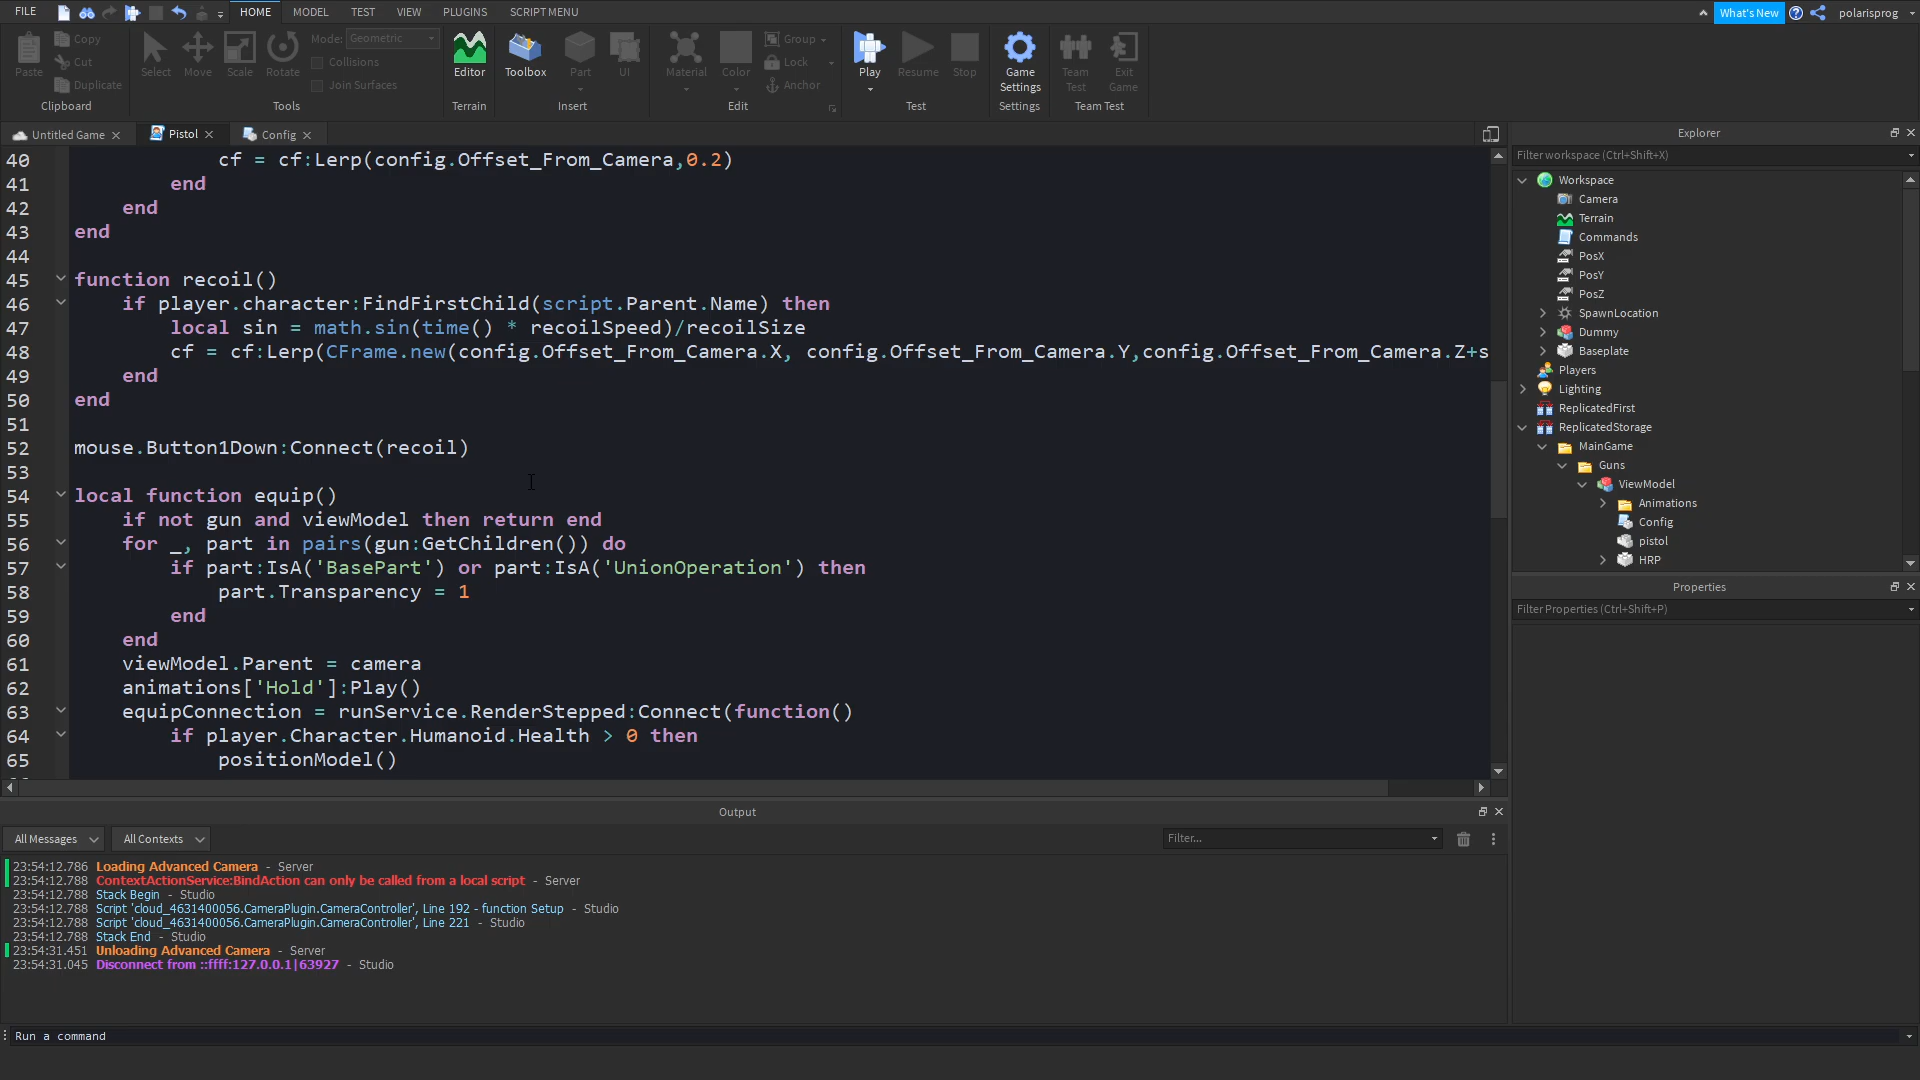 FILE HOME MODEL TEST VIEW PLUGINS SCRIPT MENU What's New polarisprog
Paste Copy Cut Duplicate Clipboard
Select Move Scale Rotate Mode: Geometric Collisions Join Surfaces Tools
Editor Terrain
Toolbox Part UI Insert
Material Color Group Lock Anchor Edit
Play Resume Stop Test
Game Settings Settings
Team Test Exit Game Team Test
Untitled Game Pistol Config
40 cf = cf:Lerp(config.Offset_From_Camera,0.2)
41 end
42 end
43 end
44
45 function recoil()
46 if player.character:FindFirstChild(script.Parent.Name) then
47 local sin = math.sin(time() * recoilSpeed)/recoilSize
48 cf = cf:Lerp(CFrame.new(config.Offset_From_Camera.X, config.Offset_From_Camera.Y,config.Offset_From_Camera.Z+s
49 end
50 end
51
52 mouse.Button1Down:Connect(recoil)
53
54 local function equip()
55 if not gun and viewModel then return end
56 for _, part in pairs(gun:GetChildren()) do
57 if part:IsA('BasePart') or part:IsA('UnionOperation') then
58 part.Transparency = 1
59 end
60 end
61 viewModel.Parent = camera
62 animations['Hold']:Play()
63 equipConnection = runService.RenderStepped:Connect(function()
64 if player.Character.Humanoid.Health > 0 then
65 positionModel()
Output
All Messages All Contexts Filter...
23:54:12.786 Loading Advanced Camera - Server
23:54:12.788 ContextActionService:BindAction can only be called from a local script - Server
23:54:12.788 Stack Begin - Studio
23:54:12.788 Script 'cloud_4631400056.CameraPlugin.CameraController', Line 192 - function Setup - Studio
23:54:12.788 Script 'cloud_4631400056.CameraPlugin.CameraController', Line 221 - Studio
23:54:12.788 Stack End - Studio
23:54:31.451 Unloading Advanced Camera - Server
23:54:31.045 Disconnect from ::ffff:127.0.0.1|63927 - Studio
Run a command
Explorer
Filter workspace (Ctrl+Shift+X)
Workspace
Camera
Terrain
Commands
PosX
PosY
PosZ
SpawnLocation
Dummy
Baseplate
Players
Lighting
ReplicatedFirst
ReplicatedStorage
MainGame
Guns
ViewModel
Animations
Config
pistol
HRP
Properties
Filter Properties (Ctrl+Shift+P)